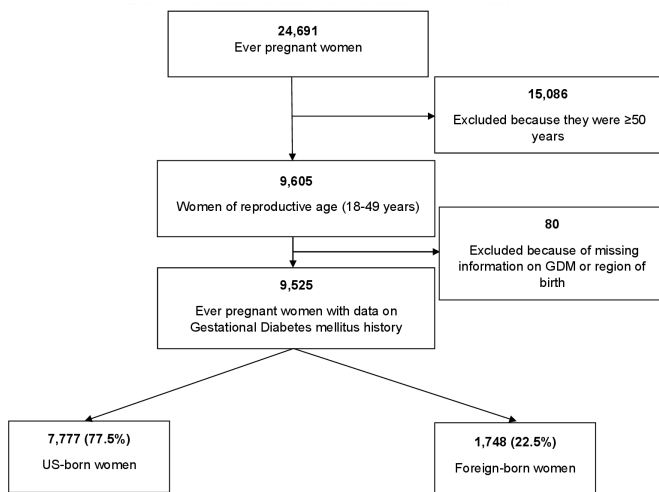 24,691
Ever pregnant women
15,086
Excluded because they were ≥50
years
9,605
Women of reproductive age (18-49 years)
80
Excluded because of missing
information on GDM or region of
birth
9,525
Ever pregnant women with data on
Gestational Diabetes mellitus history
7,777 (77.5%)
US-born women
1,748 (22.5%)
Foreign-born women